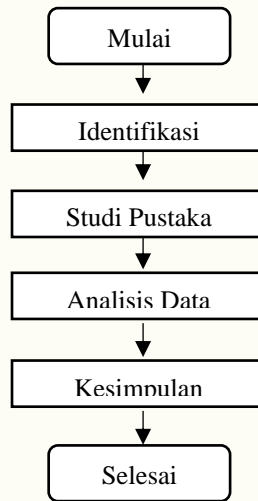 Mulai
Identifikasi
Studi Pustaka
Analisis Data
Kesimpulan
Selesai